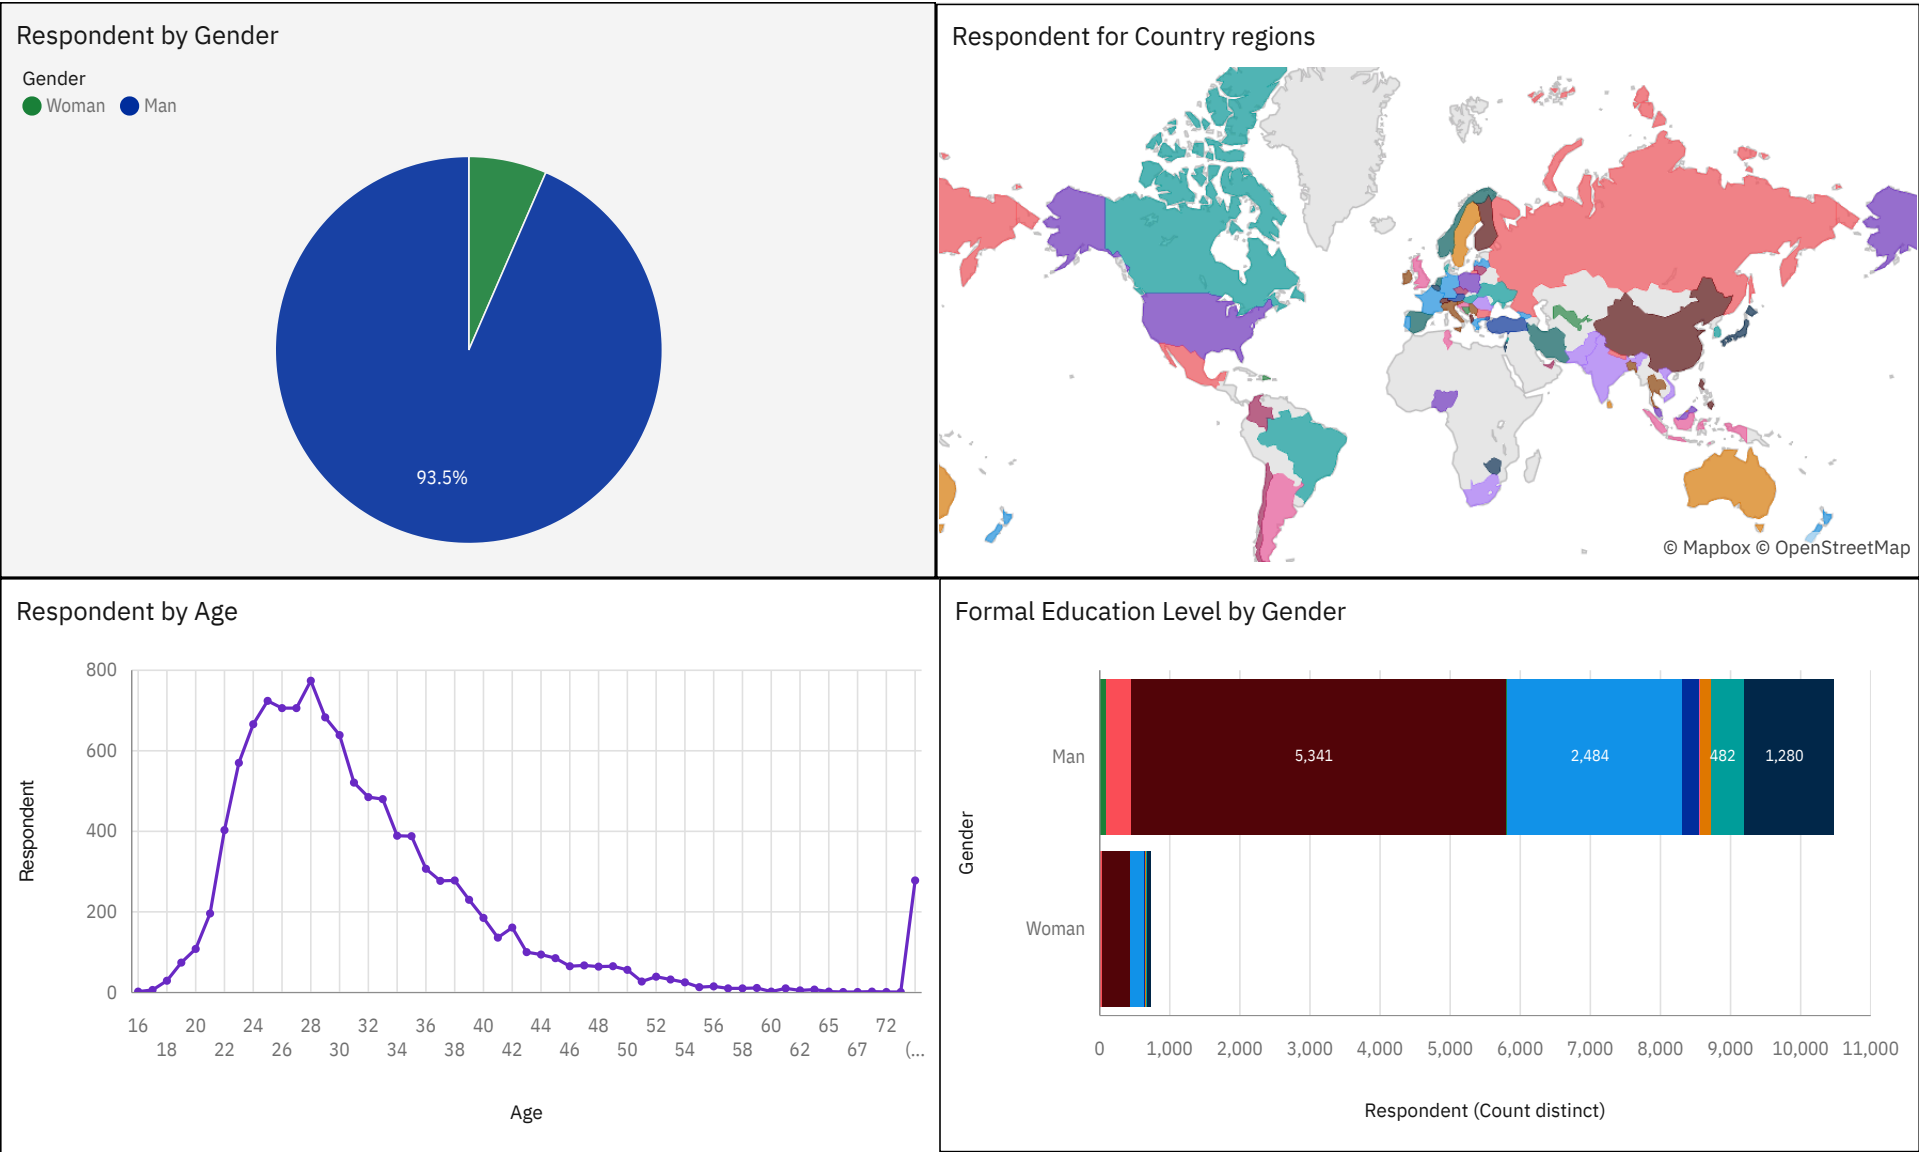 Respondent by Gender
Gender
Woman Man
93.5%
Respondent for Country regions
© Mapbox © OpenStreetMap
Respondent by Age
Respondent
800
600
400
200
0
16 20 24 28 32 36 40 44 48 52 56 60 65 72
18 22 26 30 34 38 42 46 50 54 58 62 67 (...
Age
Formal Education Level by Gender
Gender
Man
5,341 2,484 482 1,280
Woman
0 1,000 2,000 3,000 4,000 5,000 6,000 7,000 8,000 9,000 10,000 11,000
Respondent (Count distinct)